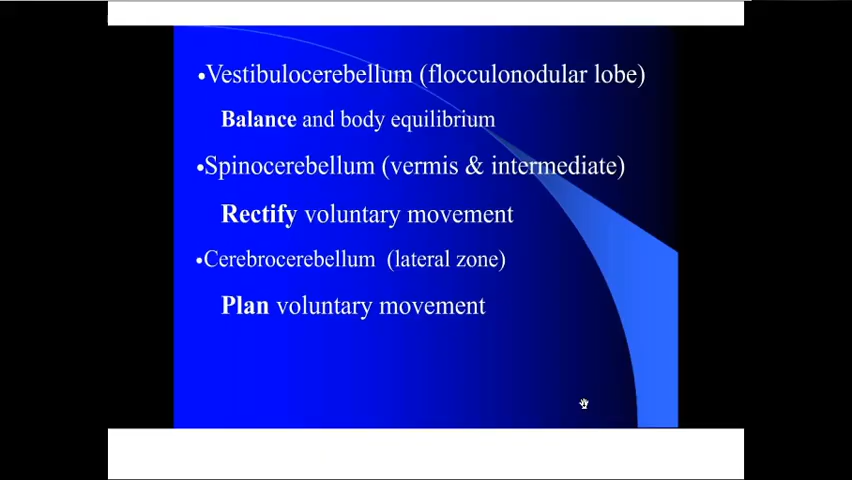 •Vestibulocerebellum (flocculonodular lobe)
Balance and body equilibrium
•Spinocerebellum (vermis & intermediate)
Rectify voluntary movement
•Cerebrocerebellum (lateral zone)
Plan voluntary movement